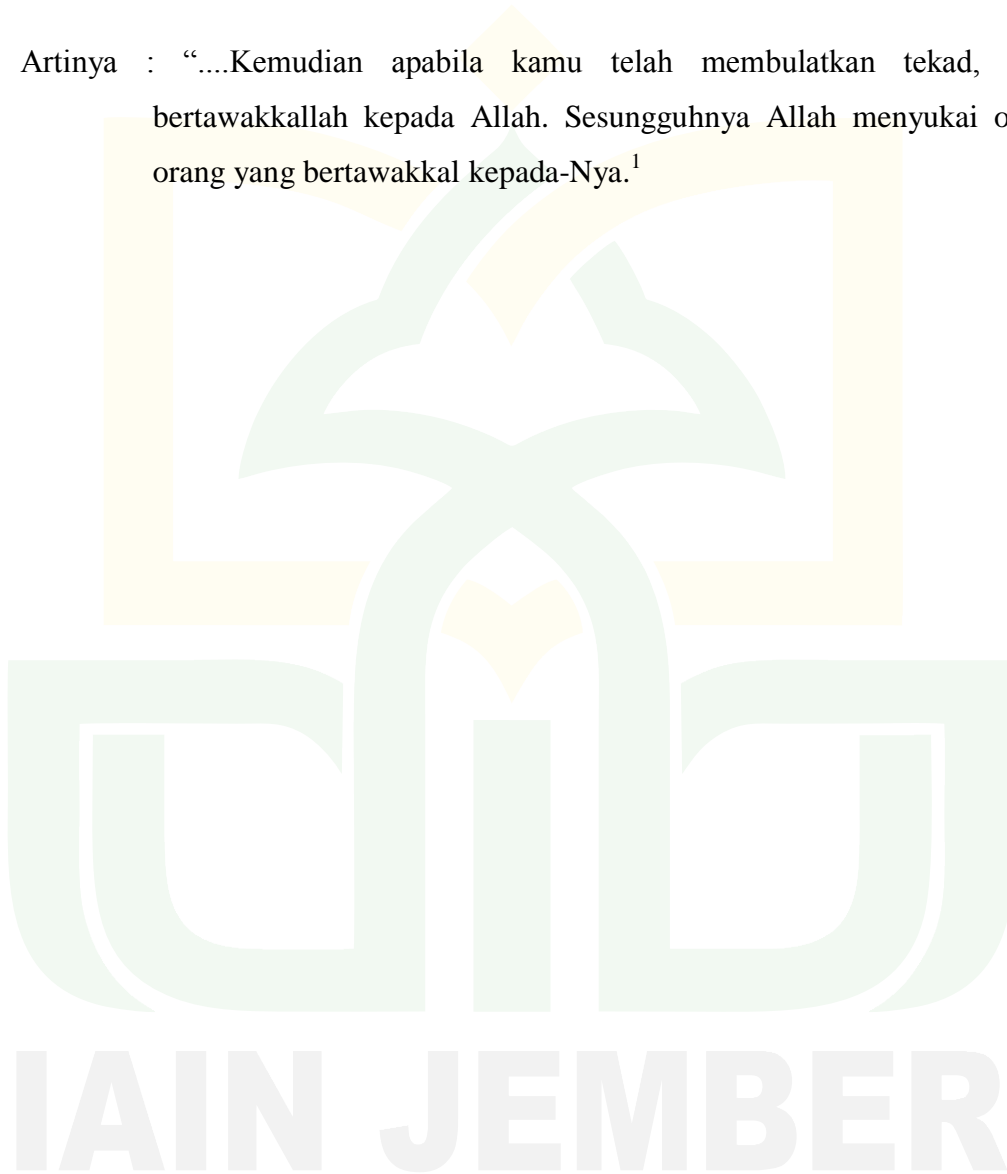 Artinya : “....Kemudian apabila kamu telah membulatkan tekad,
bertawakkallah kepada Allah. Sesungguhnya Allah menyukai o
orang yang bertawakkal kepada-Nya.1
IAIN JEMBER